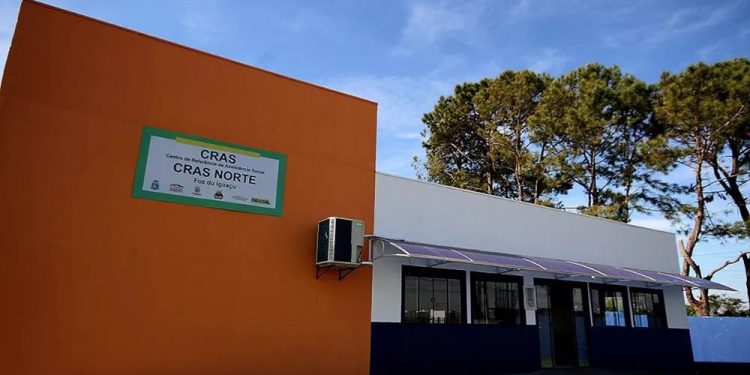 CRAS
Centro de Referência de Assistência Social
CRAS NORTE
Foz do Iguaçu
BRASIL